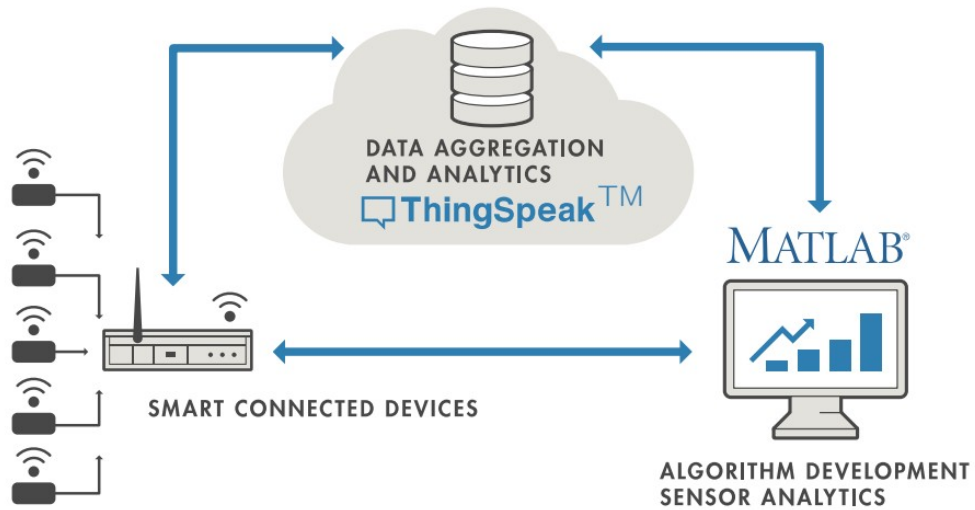 DATA AGGREGATION
AND ANALYTICS
ThingSpeak™
MATLAB®
SMART CONNECTED DEVICES
ALGORITHM DEVELOPMENT
SENSOR ANALYTICS